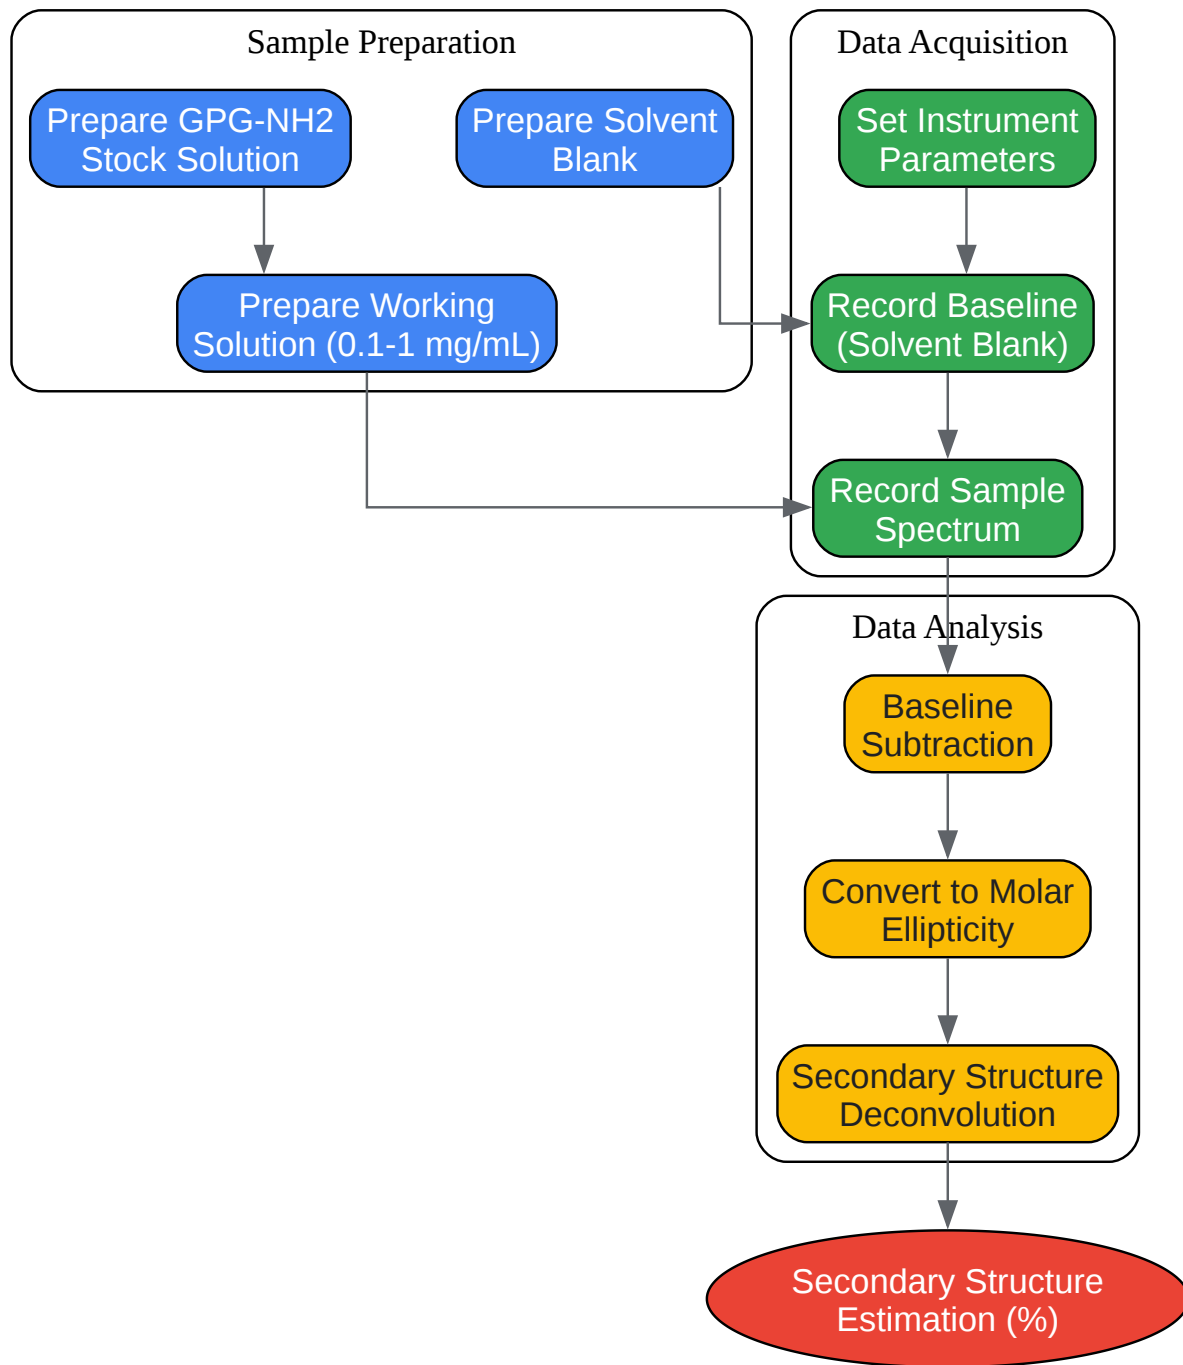 Sample Preparation
Prepare GPG-NH2
Stock Solution
Prepare Solvent
Blank
Prepare Working
Solution (0.1-1 mg/mL)
Data Acquisition
Set Instrument
Parameters
Record Baseline
(Solvent Blank)
Record Sample
Spectrum
Data Analysis
Baseline
Subtraction
Convert to Molar
Ellipticity
Secondary Structure
Deconvolution
Secondary Structure
Estimation (%)